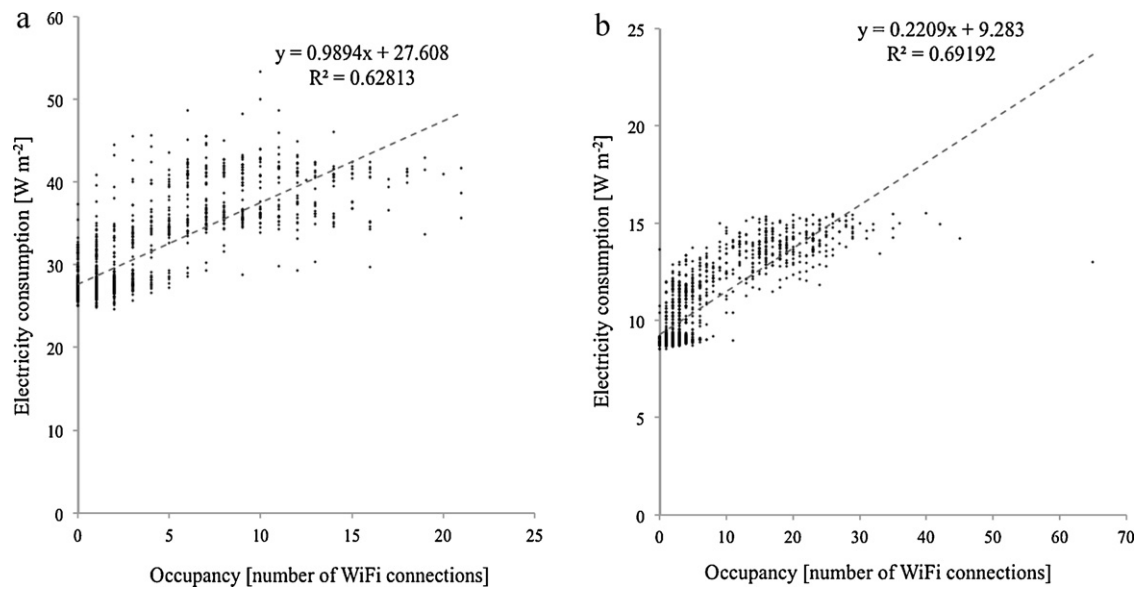 a
y = 0.9894x + 27.608
R² = 0.62813
60
50
40
30
20
10
0
0 5 10 15 20 25
Electricity consumption [W m-2]
Occupancy [number of WiFi connections]
b
y = 0.2209x + 9.283
R² = 0.69192
25
20
15
10
5
0
0 10 20 30 40 50 60 70
Electricity consumption [W m-2]
Occupancy [number of WiFi connections]